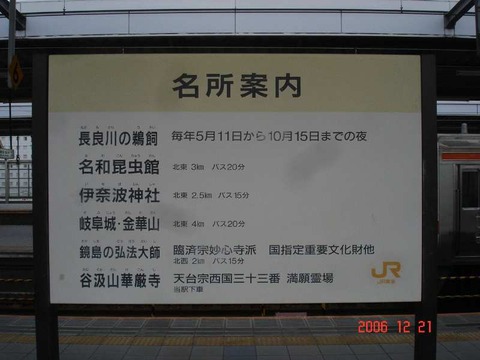 名所案内
長良川の鵜飼 毎年5月11日から10月15日までの夜
名和昆虫館 北東 3km バス20分
伊奈波神社 北東 2.5km バス15分
岐阜城・金華山 北東 4km バス20分
鏡島の弘法大師 臨済宗妙心寺派 国指定重要文化財他
北西 2km バス15分
谷汲山華厳寺 天台宗西国三十三番 満願霊場
当駅下車
JR
JR東海
2006 12 21